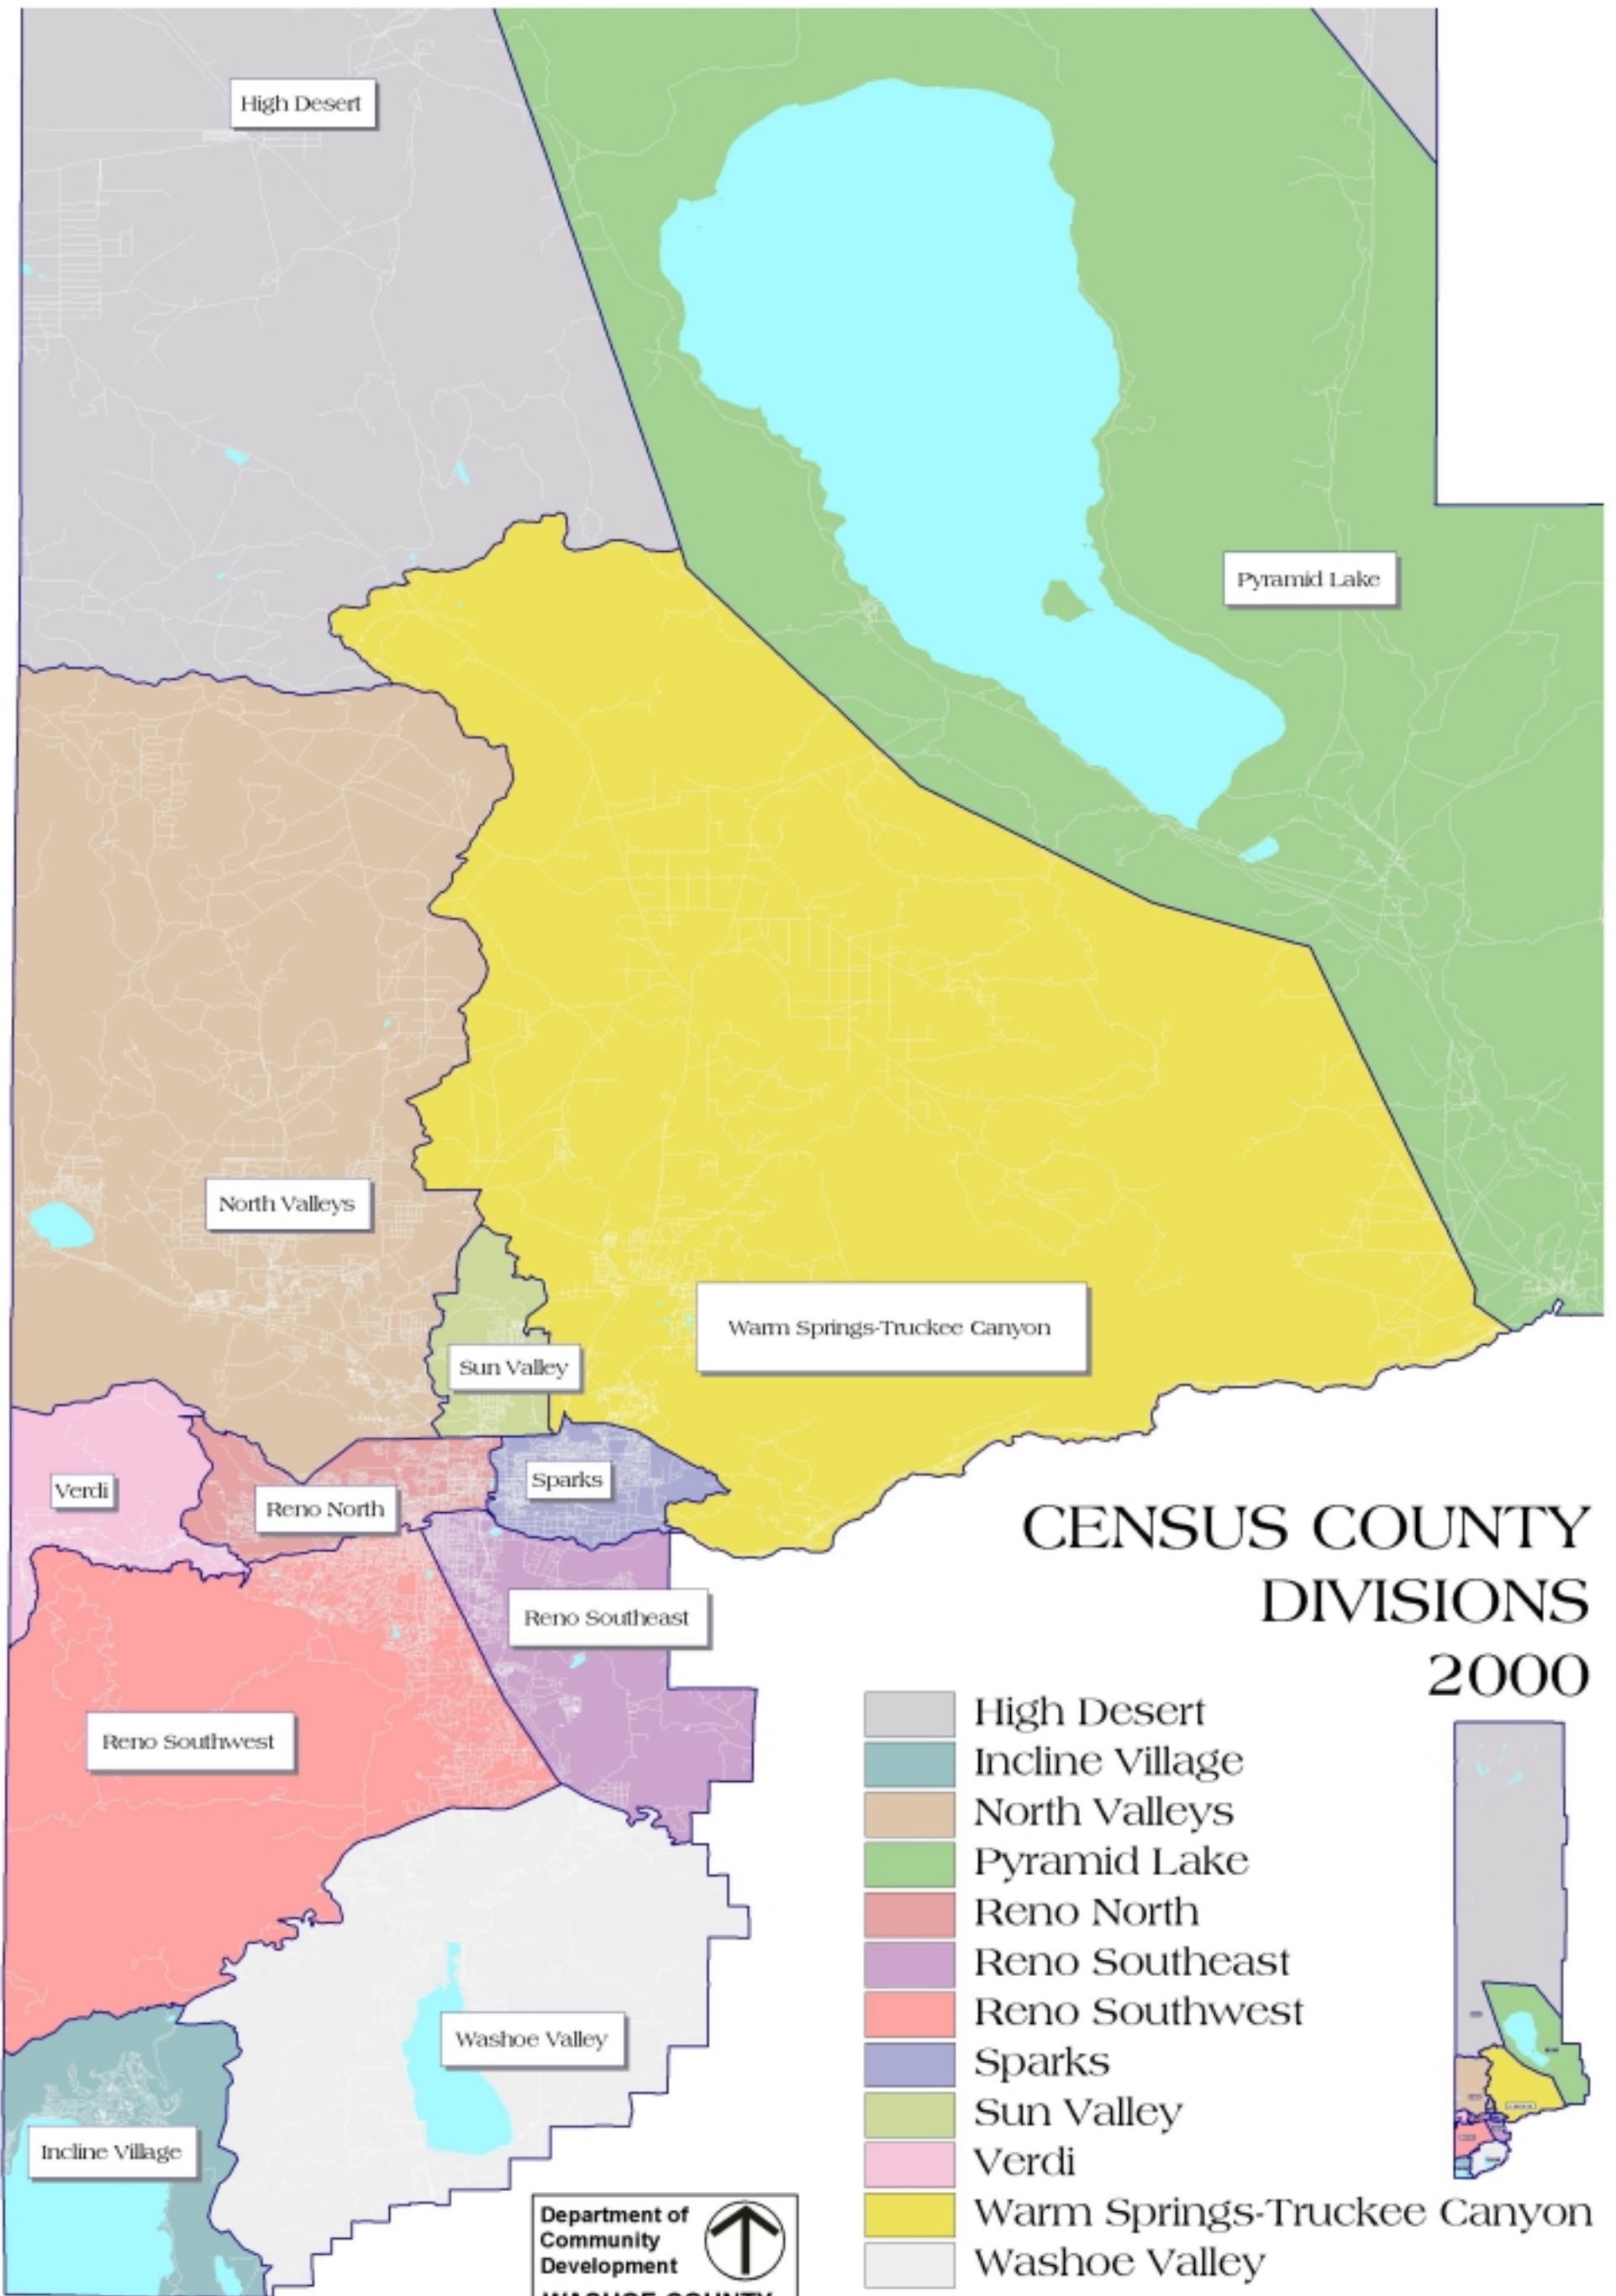 High Desert
Pyramid Lake
North Valleys
Warm Springs-Truckee Canyon
Sun Valley
Verdi
Reno North
Sparks
Reno Southeast
Reno Southwest
Washoe Valley
Incline Village
CENSUS COUNTY
DIVISIONS
2000
High Desert
Incline Village
North Valleys
Pyramid Lake
Reno North
Reno Southeast
Reno Southwest
Sparks
Sun Valley
Verdi
Warm Springs-Truckee Canyon
Washoe Valley
Department of
Community
Development
WASHOE COUNTY